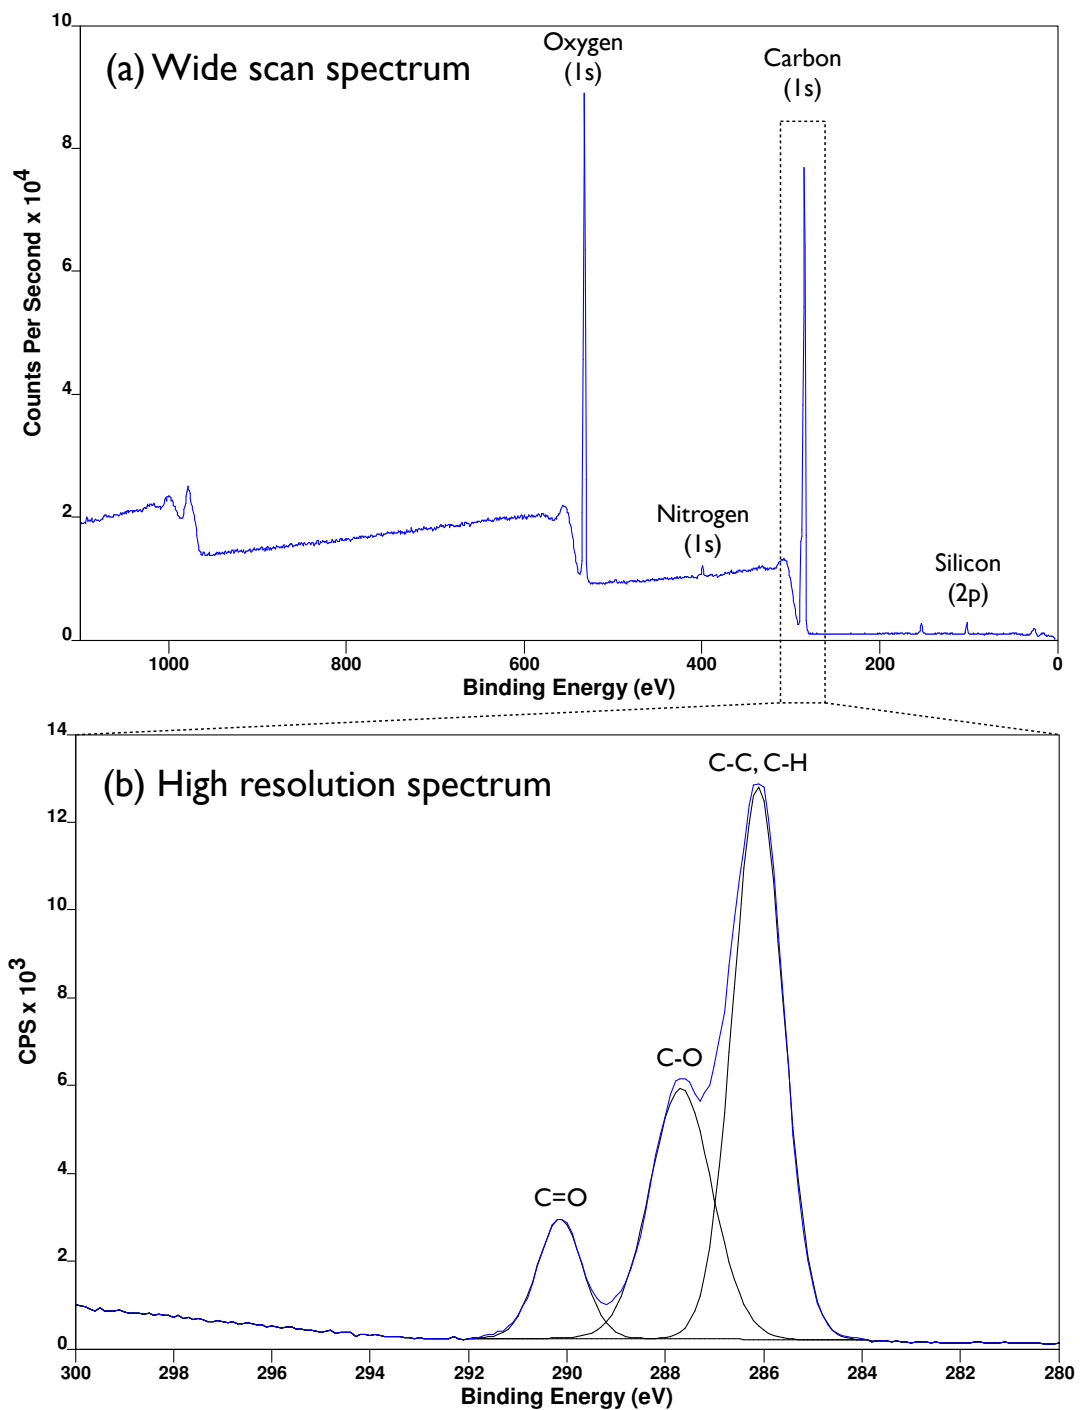 10
Oxygen
(1s)
Carbon
(1s)
(a) Wide scan spectrum
8
6
4
2
0
Counts Per Second x 10^4
Nitrogen
(1s)
Silicon
(2p)
1000 800 600 400 200 0
Binding Energy (eV)
14
C-C, C-H
(b) High resolution spectrum
12
10
8
6
4
2
0
CPS x 10^3
C-O
C=O
300 298 296 294 292 290 288 286 284 282 280
Binding Energy (eV)